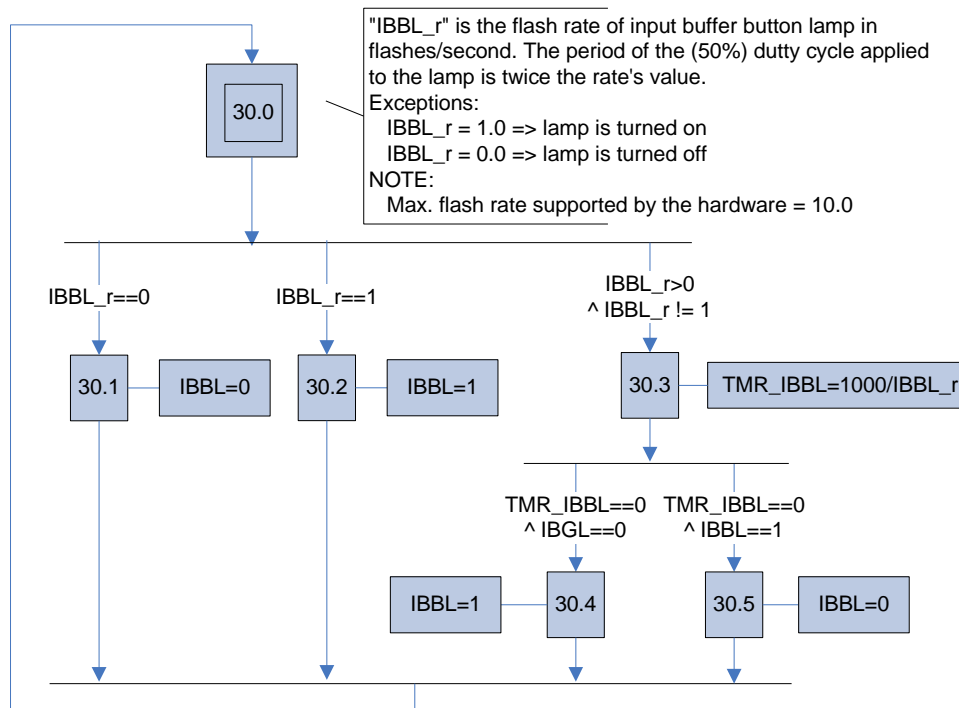 "IBBL_r" is the flash rate of input buffer button lamp in
flashes/second. The period of the (50%) dutty cycle applied
to the lamp is twice the rate's value.
Exceptions:
IBBL_r = 1.0 => lamp is turned on
IBBL_r = 0.0 => lamp is turned off
NOTE:
Max. flash rate supported by the hardware = 10.0
30.0
IBBL_r==0
IBBL_r==1
IBBL_r>0
^ IBBL_r != 1
30.1
IBBL=0
30.2
IBBL=1
30.3
TMR_IBBL=1000/IBBL_r
TMR_IBBL==0
^ IBGL==0
TMR_IBBL==0
^ IBBL==1
IBBL=1
30.4
30.5
IBBL=0